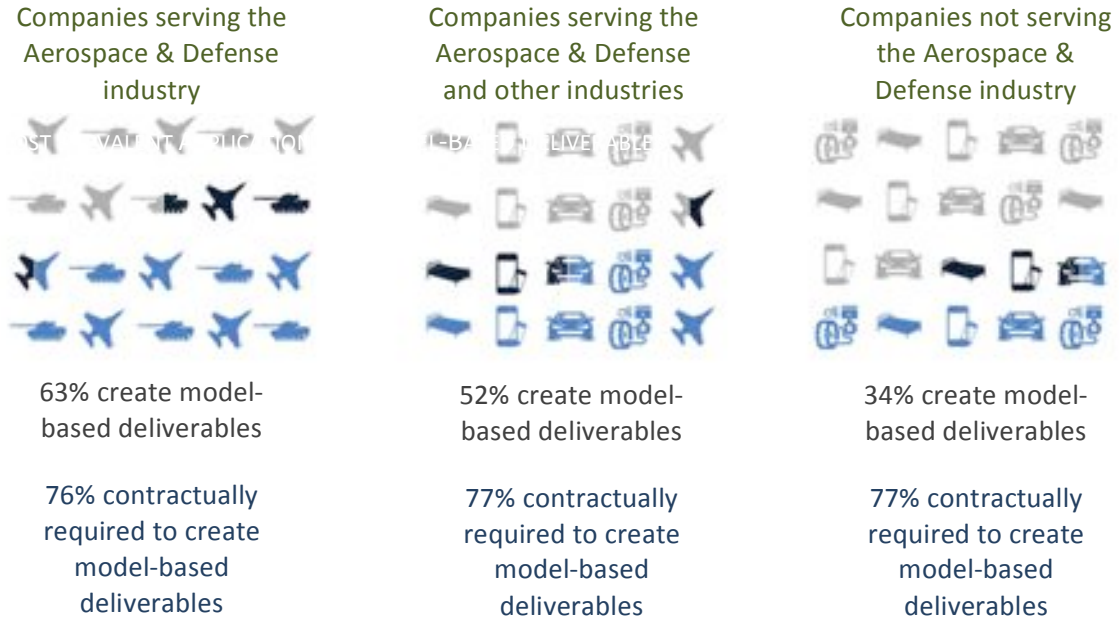 Companies serving the
Aerospace & Defense
industry
Companies serving the
Aerospace & Defense
and other industries
Companies not serving
the Aerospace &
Defense industry
63% create model-
based deliverables
52% create model-
based deliverables
34% create model-
based deliverables
76% contractually
required to create
model-based
deliverables
77% contractually
required to create
model-based
deliverables
77% contractually
required to create
model-based
deliverables